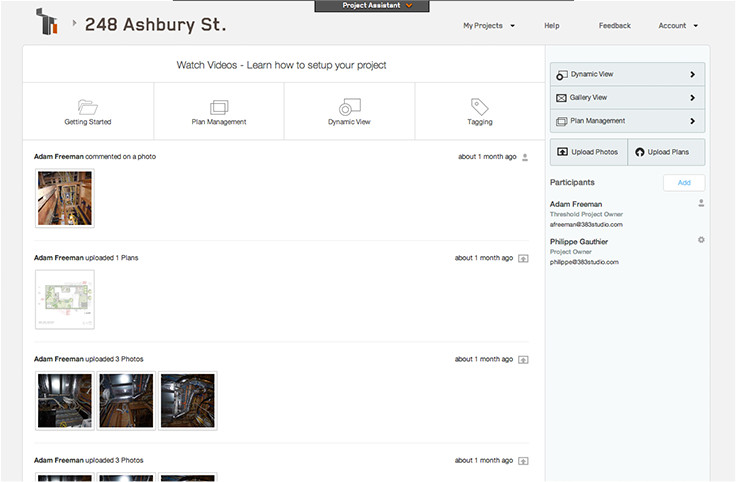 Project Assistant
248 Ashbury St.
My Projects
Help
Feedback
Account
Watch Videos - Learn how to setup your project
Getting Started
Plan Management
Dynamic View
Tagging
Adam Freeman commented on a photo
about 1 month ago
Adam Freeman uploaded 1 Plans
about 1 month ago
Adam Freeman uploaded 3 Photos
about 1 month ago
Adam Freeman uploaded 3 Photos
about 1 month ago
Dynamic View
Gallery View
Plan Management
Upload Photos
Upload Plans
Participants
Add
Adam Freeman
Threshold Project Owner
afreeman@383studio.com
Philippe Gauthier
Project Owner
philippe@383studio.com